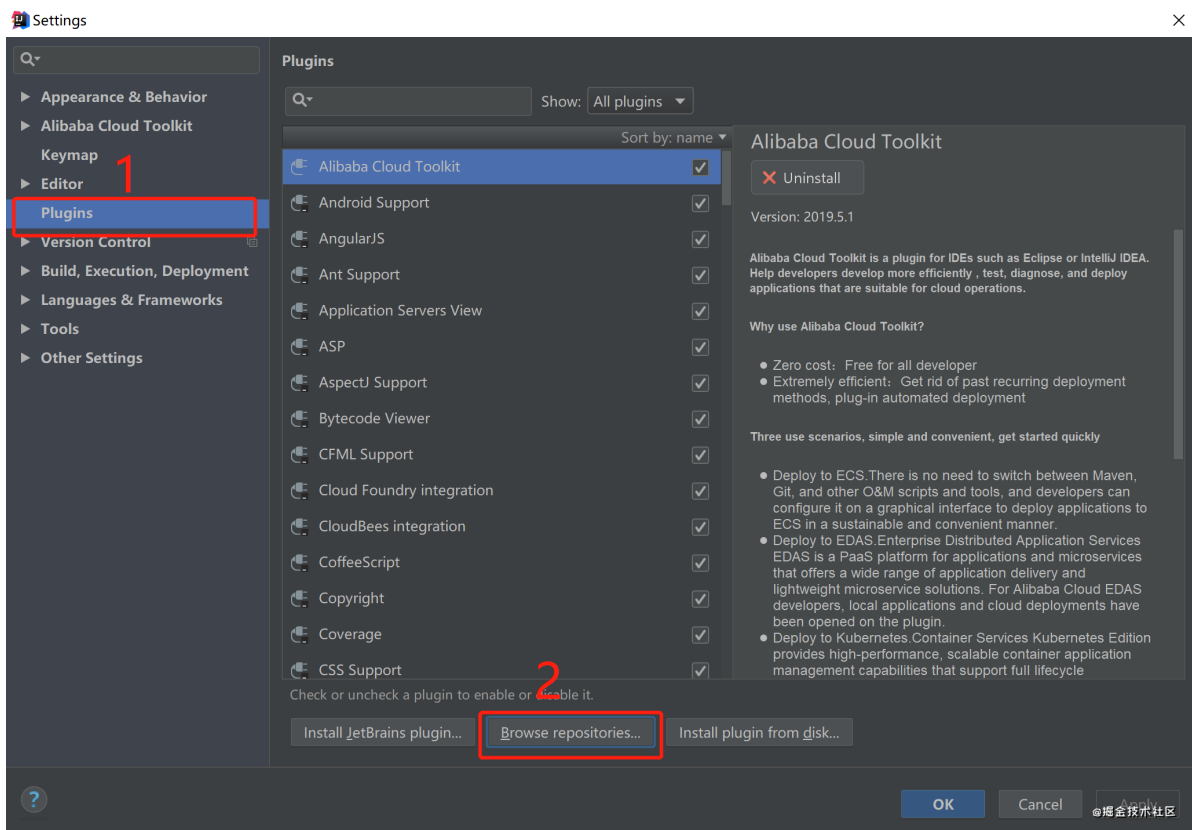 Settings
Appearance & Behavior
Alibaba Cloud Toolkit
Keymap
1
Editor
Plugins
Version Control
Build, Execution, Deployment
Languages & Frameworks
Tools
Other Settings
Plugins
Show: All plugins
Sort by: name
Alibaba Cloud Toolkit
Android Support
AngularJS
Ant Support
Application Servers View
ASP
AspectJ Support
Bytecode Viewer
CFML Support
Cloud Foundry integration
CloudBees integration
CoffeeScript
Copyright
Coverage
CSS Support
Check or uncheck a plugin to enable or disable it.
2
Install JetBrains plugin...
Browse repositories...
Install plugin from disk...
Alibaba Cloud Toolkit
Uninstall
Version: 2019.5.1
Alibaba Cloud Toolkit is a plugin for IDEs such as Eclipse or IntelliJ IDEA.
Help developers develop more efficiently , test, diagnose, and deploy
applications that are suitable for cloud operations.
Why use Alibaba Cloud Toolkit?
Zero cost：Free for all developer
Extremely efficient：Get rid of past recurring deployment
methods, plug-in automated deployment
Three use scenarios, simple and convenient, get started quickly
Deploy to ECS.There is no need to switch between Maven,
Git, and other O&M scripts and tools, and developers can
configure it on a graphical interface to deploy applications to
ECS in a sustainable and convenient manner.
Deploy to EDAS.Enterprise Distributed Application Services
EDAS is a PaaS platform for applications and microservices
that offers a wide range of application delivery and
lightweight microservice solutions. For Alibaba Cloud EDAS
developers, local applications and cloud deployments have
been opened on the plugin.
Deploy to Kubernetes.Container Services Kubernetes Edition
provides high-performance, scalable container application
management capabilities that support full lifecycle
?
OK
Cancel
Apply
@掘金技术社区